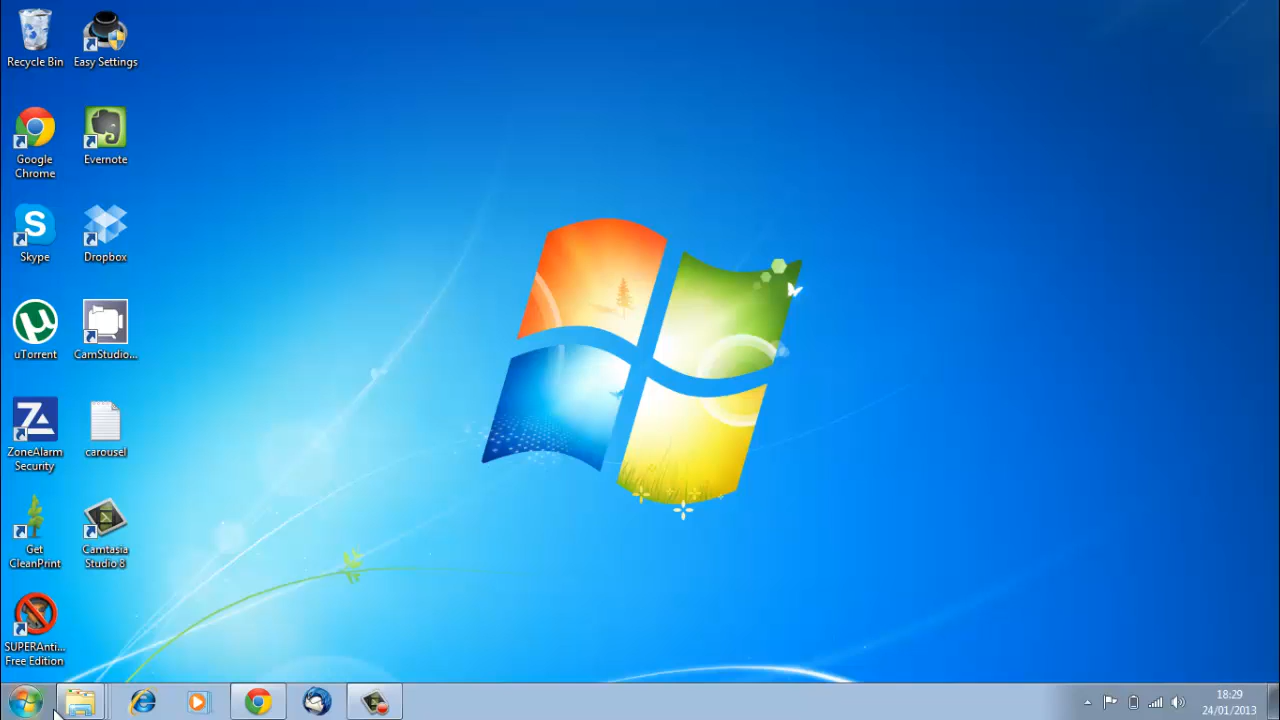 Recycle Bin
Easy Settings
Google
Chrome
Evernote
Skype
Dropbox
uTorrent
CamStudio...
ZoneAlarm
Security
carousel
Get
CleanPrint
Camtasia
Studio 8
SUPERAnti...
Free Edition
18:29
24/01/2013